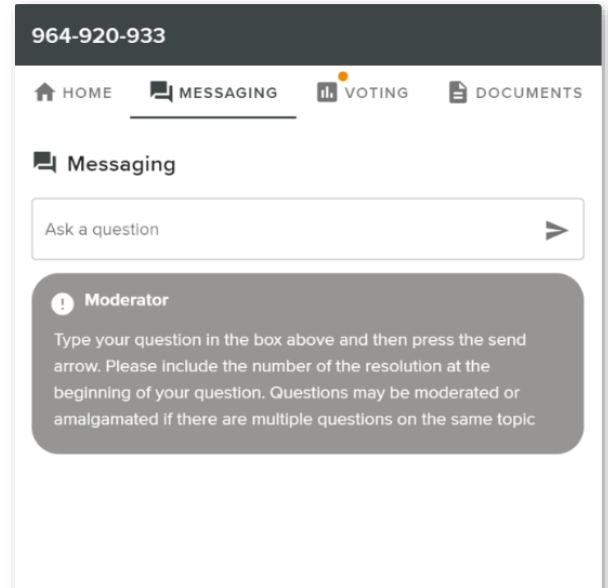 964-920-933
HOME MESSAGING VOTING DOCUMENTS
Messaging
Ask a question
Moderator
Type your question in the box above and then press the send
arrow. Please include the number of the resolution at the
beginning of your question. Questions may be moderated or
amalgamated if there are multiple questions on the same topic